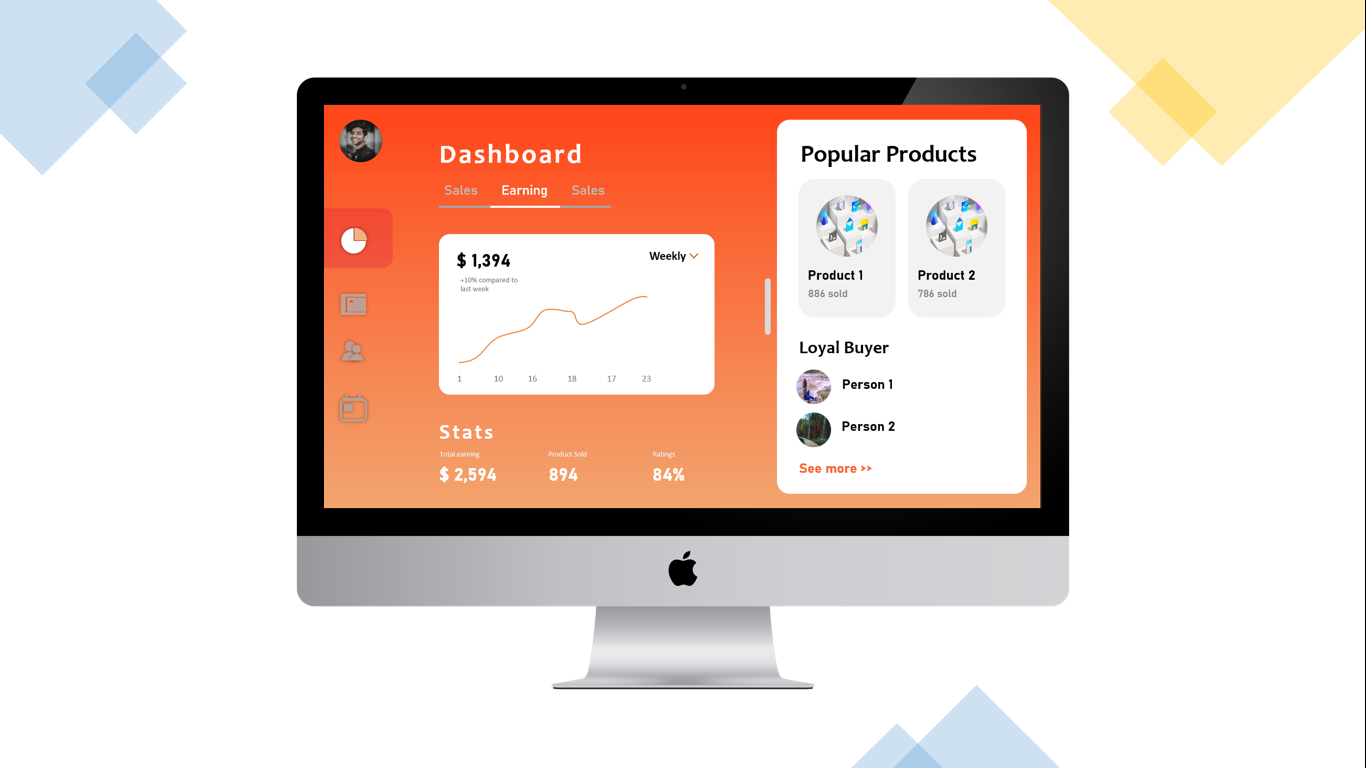 Dashboard
Sales Earning Sales
$ 1,394
Weekly
+10% compared to
last week
1 10 16 18 17 23
Stats
Total earning Product Sold Ratings
$ 2,594 894 84%
Popular Products
Product 1 Product 2
886 sold 786 sold
Loyal Buyer
Person 1
Person 2
See more >>